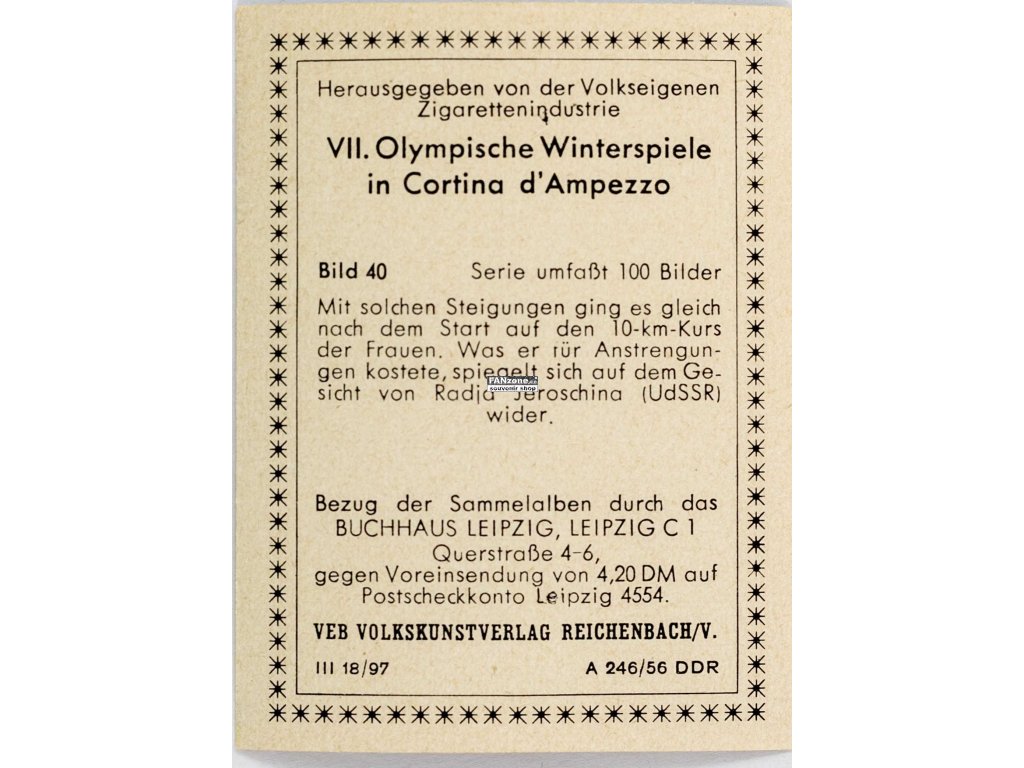 Herausgegeben von der Volkseigenen
Zigarettenindustrie
VII. Olympische Winterspiele
in Cortina d'Ampezzo
Bild 40 Serie umfaßt 100 Bilder
Mit solchen Steigungen ging es gleich
nach dem Start auf den 10-km-Kurs
der Frauen. Was er für Anstrengun-
gen kostete, spiegelt sich auf dem Ge-
sicht von Radja Jeroschina (UdSSR)
wider.
FANzone.cz
souvenir shop
Bezug der Sammelalben durch das
BUCHHAUS LEIPZIG, LEIPZIG C 1
Querstraße 4-6,
gegen Voreinsendung von 4,20 DM auf
Postscheckkonto Leipzig 4554.
VEB VOLKSKUNSTVERLAG REICHENBACH/V.
III 18/97 A 246/56 DDR